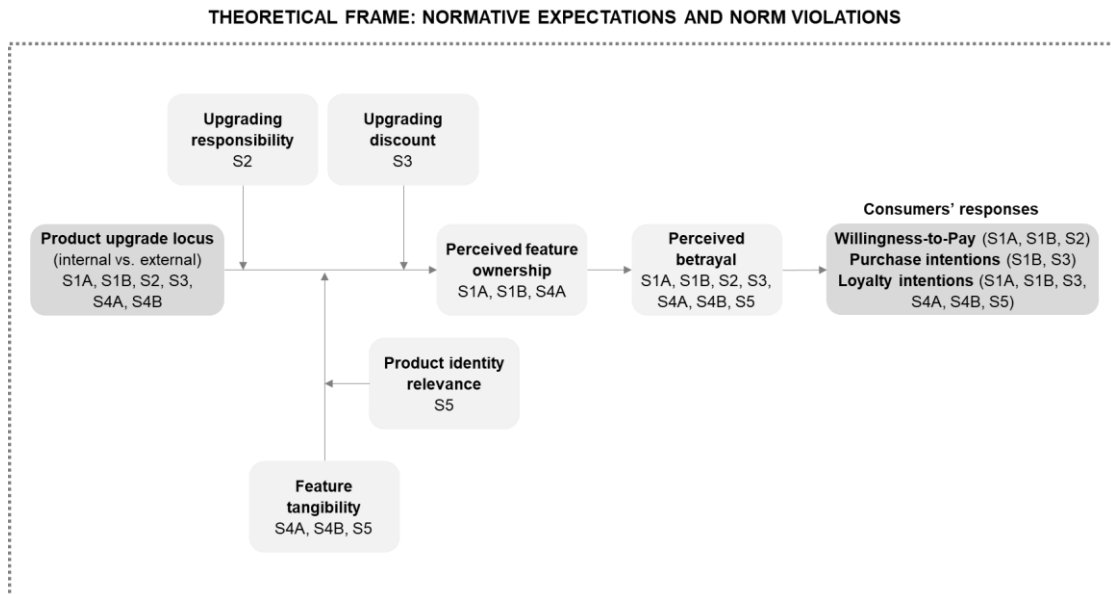 THEORETICAL FRAME: NORMATIVE EXPECTATIONS AND NORM VIOLATIONS
Upgrading
responsibility
S2
Upgrading
discount
S3
Product upgrade locus
(internal vs. external)
S1A, S1B, S2, S3,
S4A, S4B
Perceived feature
ownership
S1A, S1B, S4A
Perceived
betrayal
S1A, S1B, S2, S3,
S4A, S4B, S5
Consumers’ responses
Willingness-to-Pay (S1A, S1B, S2)
Purchase intentions (S1B, S3)
Loyalty intentions (S1A, S1B, S3,
S4A, S4B, S5)
Product identity
relevance
S5
Feature
tangibility
S4A, S4B, S5